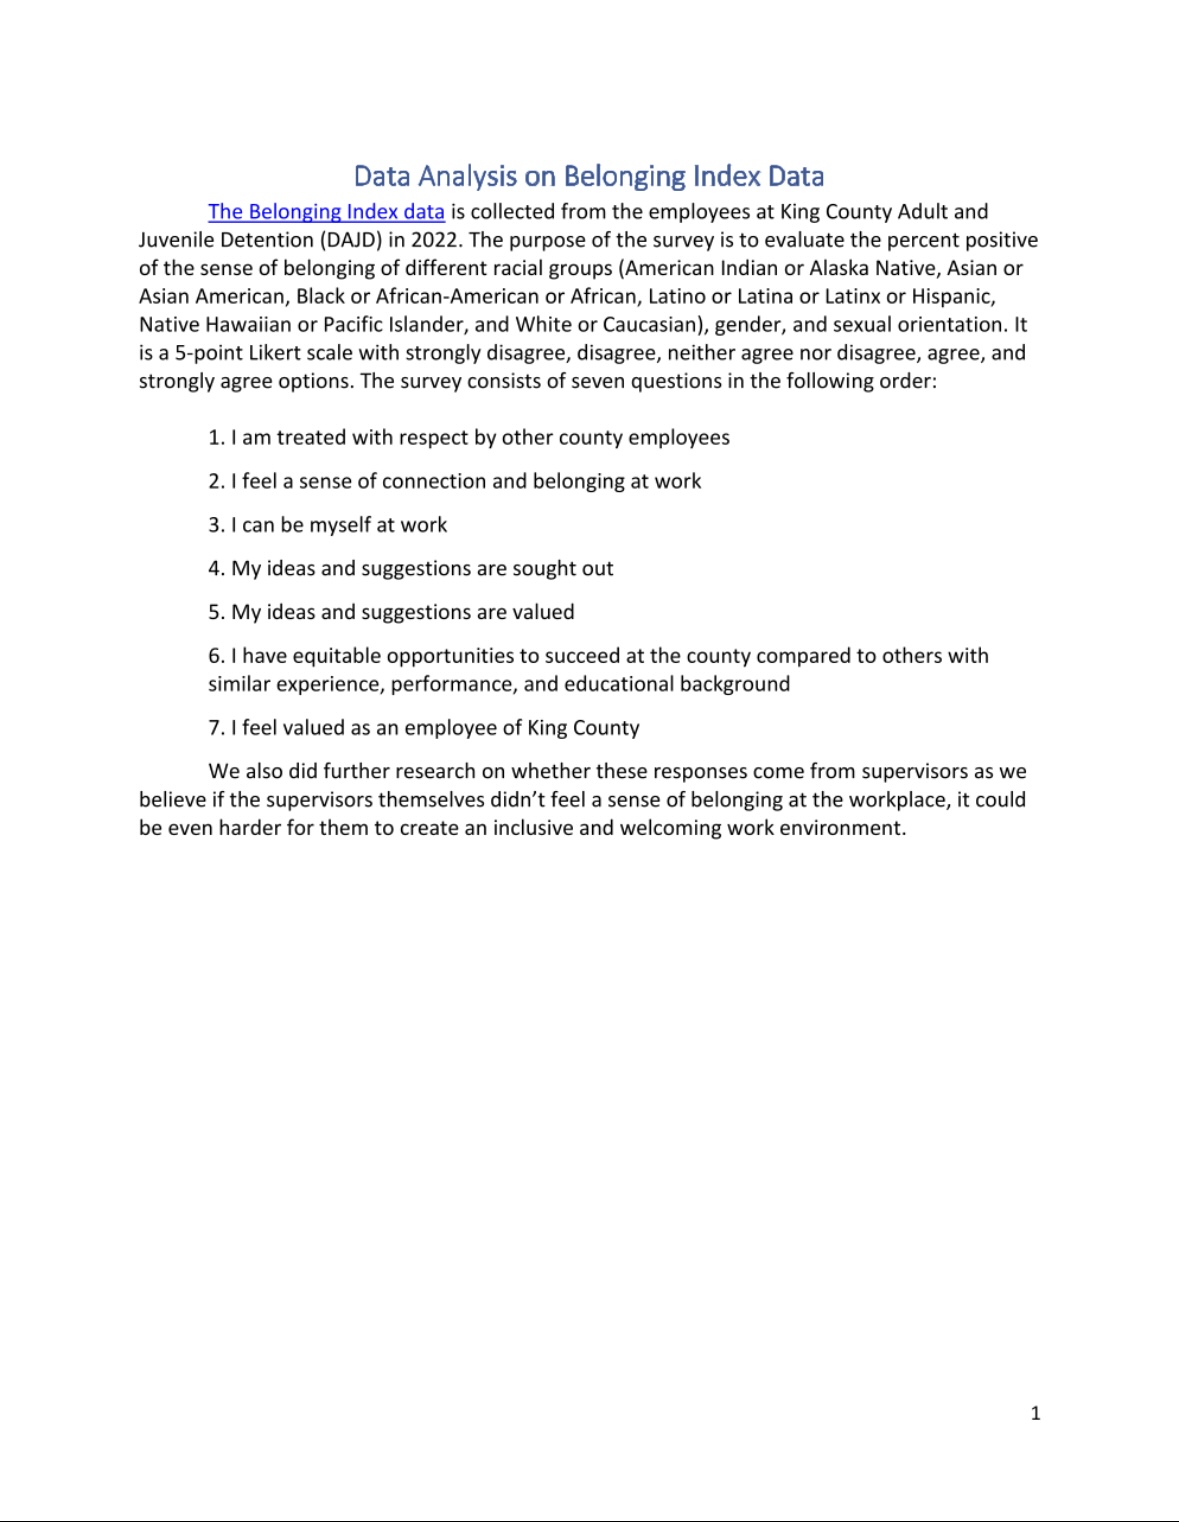 Data Analysis on Belonging Index Data
The Belonging Index data is collected from the employees at King County Adult and
Juvenile Detention (DAJD) in 2022. The purpose of the survey is to evaluate the percent positive
of the sense of belonging of different racial groups (American Indian or Alaska Native, Asian or
Asian American, Black or African-American or African, Latino or Latina or Latinx or Hispanic,
Native Hawaiian or Pacific Islander, and White or Caucasian), gender, and sexual orientation. It
is a 5-point Likert scale with strongly disagree, disagree, neither agree nor disagree, agree, and
strongly agree options. The survey consists of seven questions in the following order:
1. I am treated with respect by other county employees
2. I feel a sense of connection and belonging at work
3. I can be myself at work
4. My ideas and suggestions are sought out
5. My ideas and suggestions are valued
6. I have equitable opportunities to succeed at the county compared to others with
similar experience, performance, and educational background
7. I feel valued as an employee of King County
We also did further research on whether these responses come from supervisors as we
believe if the supervisors themselves didn’t feel a sense of belonging at the workplace, it could
be even harder for them to create an inclusive and welcoming work environment.
1